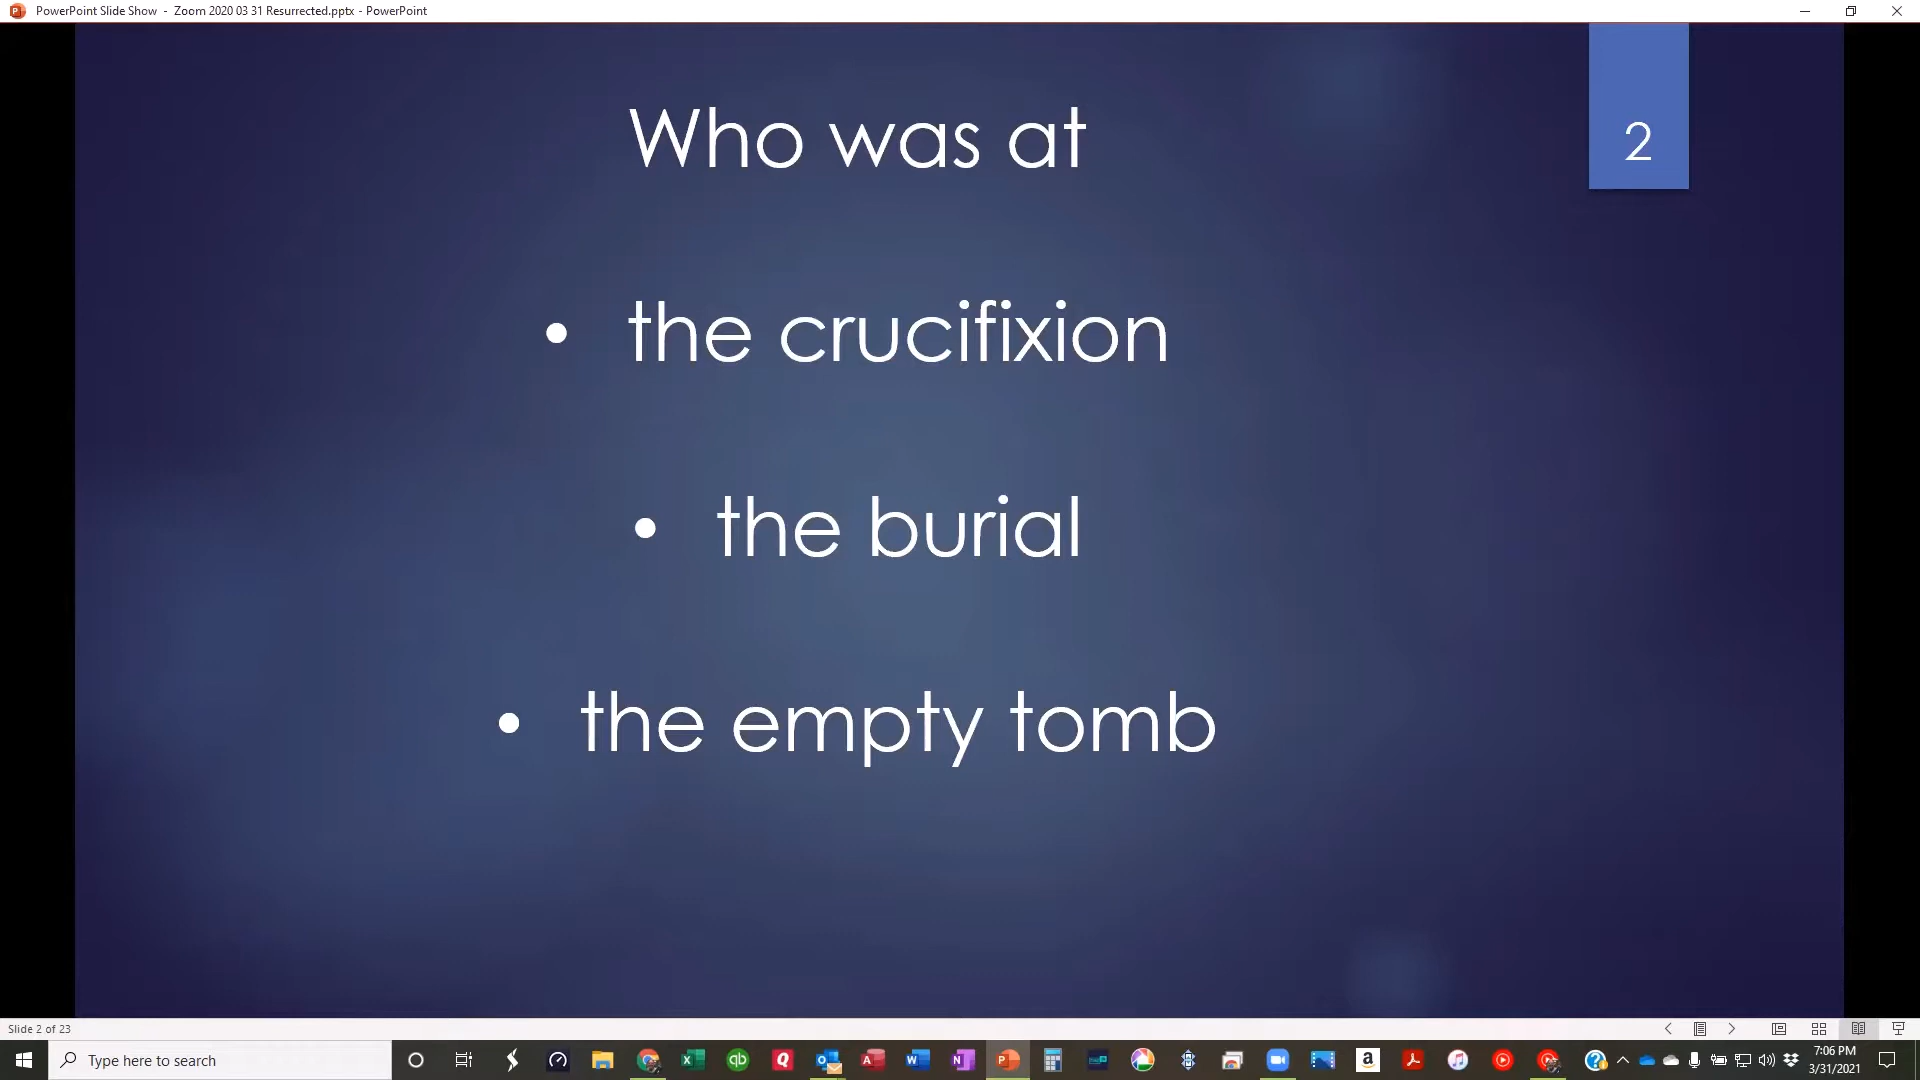 PowerPoint Slide Show - Zoom 2020 03 31 Resurrected.pptx - PowerPoint
2
Who was at
• the crucifixion
• the burial
• the empty tomb
Slide 2 of 23
Type here to search
7:06 PM
3/31/2021